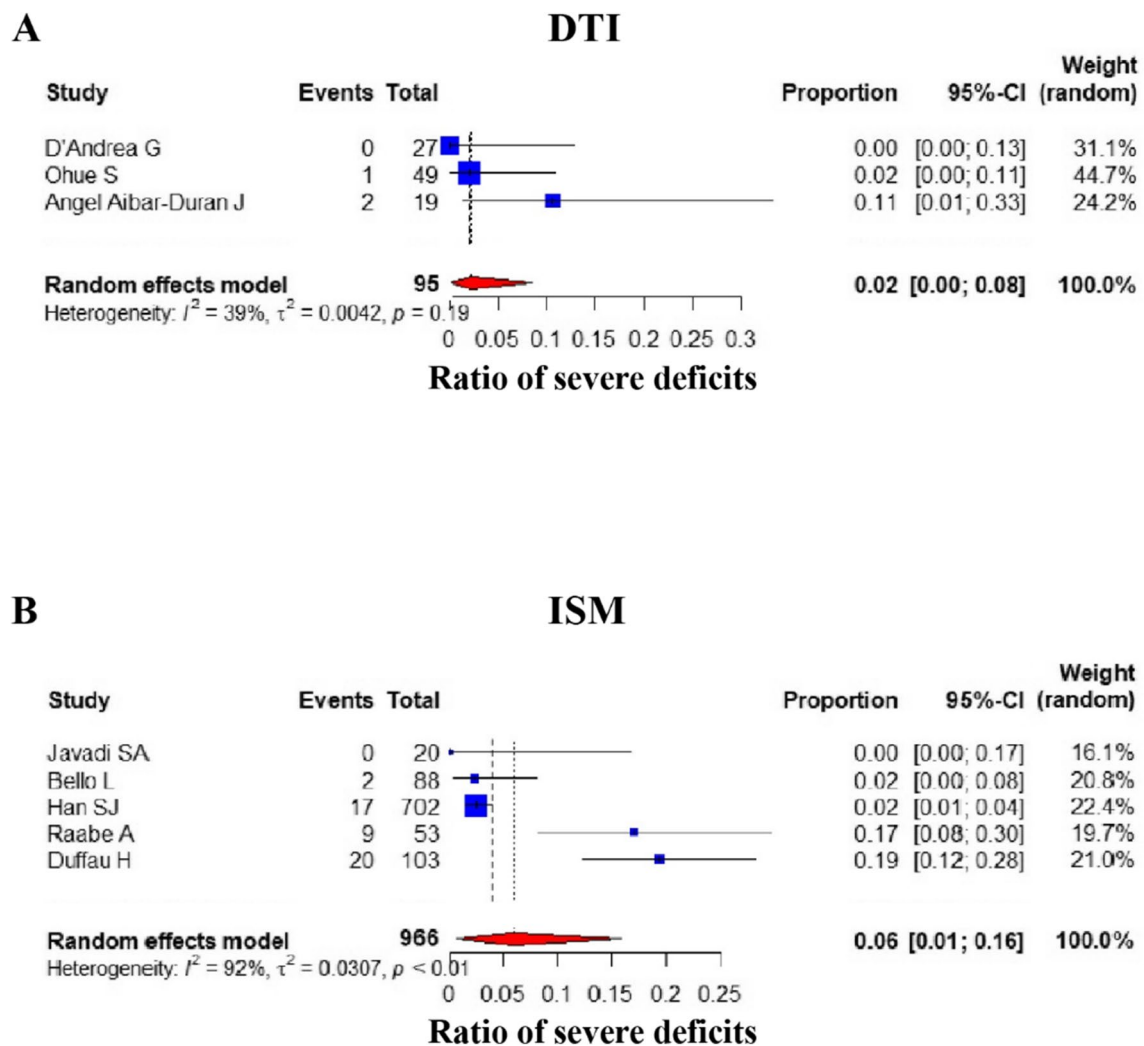 A
DTI
Weight
Study Events Total Proportion 95%-CI (random)
D'Andrea G 0 27 0.00 [0.00; 0.13] 31.1%
Ohue S 1 49 0.02 [0.00; 0.11] 44.7%
Angel Aibar-Duran J 2 19 0.11 [0.01; 0.33] 24.2%
Random effects model 95 0.02 [0.00; 0.08] 100.0%
Heterogeneity: I² = 39%, τ² = 0.0042, p = 0.19
0 0.05 0.1 0.15 0.2 0.25 0.3
Ratio of severe deficits
B
ISM
Weight
Study Events Total Proportion 95%-CI (random)
Javadi SA 0 20 0.00 [0.00; 0.17] 16.1%
Bello L 2 88 0.02 [0.00; 0.08] 20.8%
Han SJ 17 702 0.02 [0.01; 0.04] 22.4%
Raabe A 9 53 0.17 [0.08; 0.30] 19.7%
Duffau H 20 103 0.19 [0.12; 0.28] 21.0%
Random effects model 966 0.06 [0.01; 0.16] 100.0%
Heterogeneity: I² = 92%, τ² = 0.0307, p < 0.01
0 0.05 0.1 0.15 0.2 0.25
Ratio of severe deficits